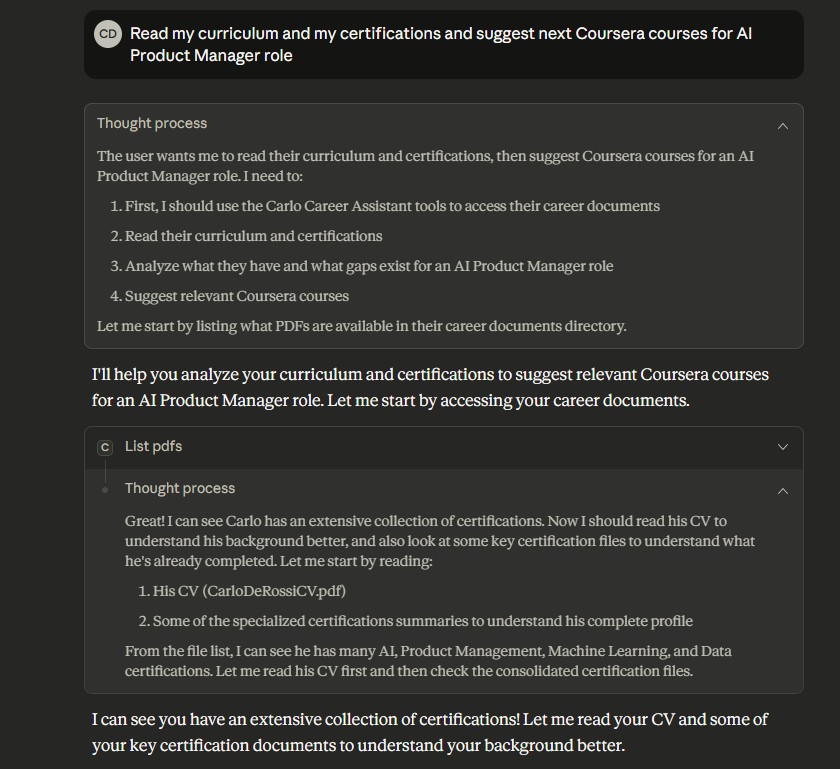 CD
Read my curriculum and my certifications and suggest next Coursera courses for AI
Product Manager role
Thought process
The user wants me to read their curriculum and certifications, then suggest Coursera courses for an AI
Product Manager role. I need to:
1. First, I should use the Carlo Career Assistant tools to access their career documents
2. Read their curriculum and certifications
3. Analyze what they have and what gaps exist for an AI Product Manager role
4. Suggest relevant Coursera courses
Let me start by listing what PDFs are available in their career documents directory.
I'll help you analyze your curriculum and certifications to suggest relevant Coursera courses
for an AI Product Manager role. Let me start by accessing your career documents.
C
List pdfs
Thought process
Great! I can see Carlo has an extensive collection of certifications. Now I should read his CV to
understand his background better, and also look at some key certification files to understand what
he's already completed. Let me start by reading:
1. His CV (CarloDeRossiCV.pdf)
2. Some of the specialized certifications summaries to understand his complete profile
From the file list, I can see he has many AI, Product Management, Machine Learning, and Data
certifications. Let me read his CV first and then check the consolidated certification files.
I can see you have an extensive collection of certifications! Let me read your CV and some of
your key certification documents to understand your background better.